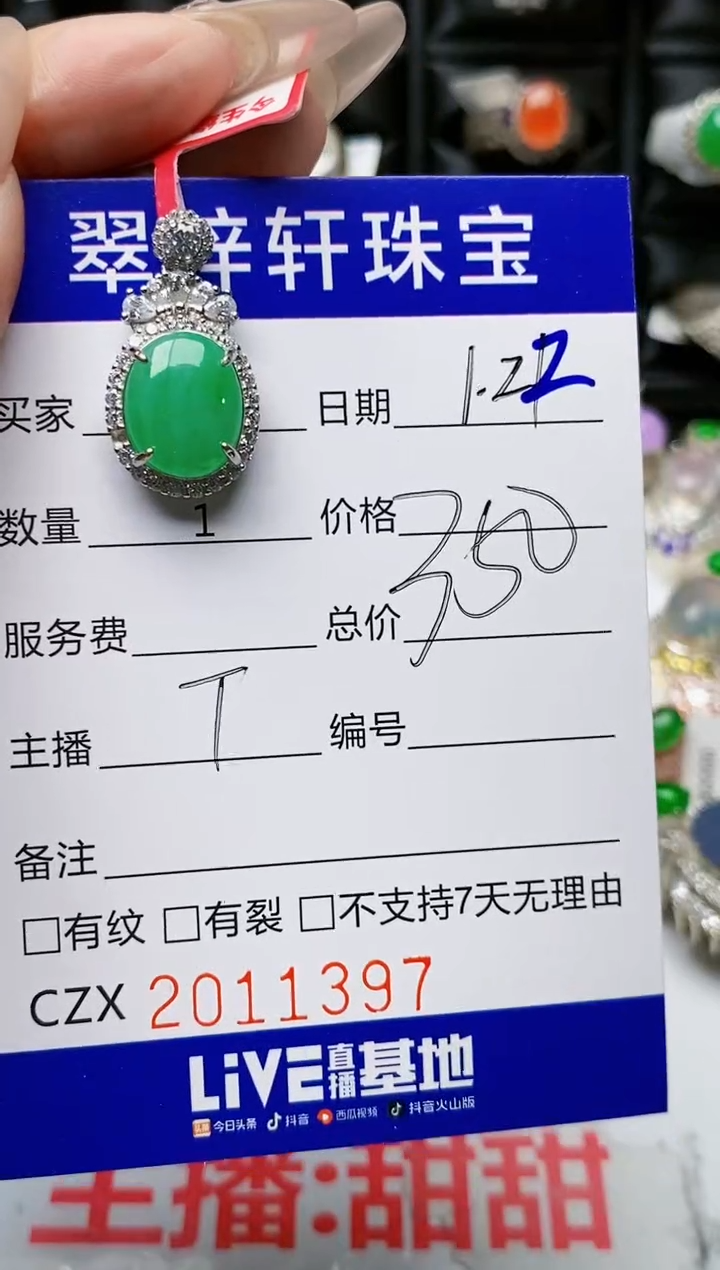 翠梓轩珠宝
买家 日期 1.22
数量 1 价格 350
服务费 总价
主播 T 编号
备注
□有纹 □有裂 □不支持7天无理由
CZX 2011397
LiVE直播基地
今日头条 抖音 西瓜视频 抖音火山版
主播:甜甜